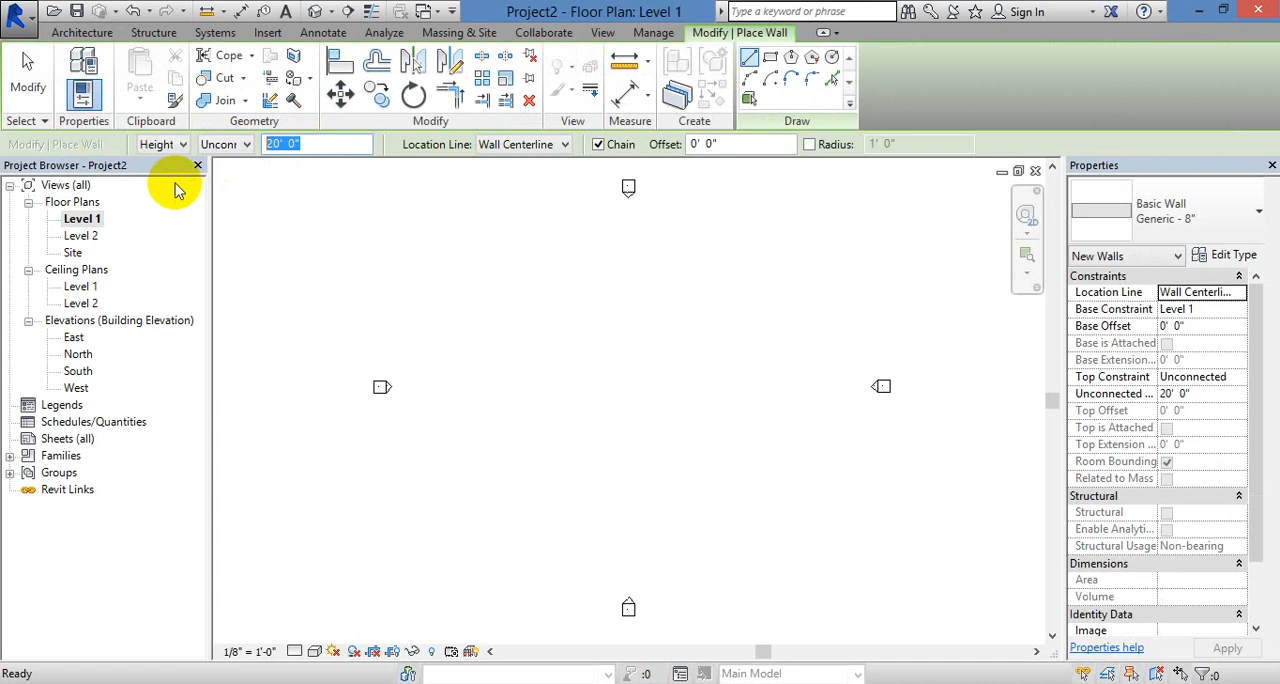 Project2 - Floor Plan: Level 1
Type a keyword or phrase
Sign In
Architecture Structure Systems Insert Annotate Analyze Massing & Site Collaborate View Manage Modify | Place Wall
Modify
Paste
Cope
Cut
Join
Select Properties Clipboard Geometry Modify View Measure Create Draw
Modify | Place Wall Height Unconr 20' 0" Location Line: Wall Centerline Chain Offset: 0' 0" Radius: 1' 0"
Project Browser - Project2
Views (all)
Floor Plans
Level 1
Level 2
Site
Ceiling Plans
Level 1
Level 2
Elevations (Building Elevation)
East
North
South
West
Legends
Schedules/Quantities
Sheets (all)
Families
Groups
Revit Links
2D
Properties
Basic Wall
Generic - 8"
New Walls Edit Type
Constraints
Location Line Wall Centerli...
Base Constraint Level 1
Base Offset 0' 0"
Base is Attached
Base Extension... 0' 0"
Top Constraint Unconnected
Unconnected ... 20' 0"
Top Offset 0' 0"
Top is Attached
Top Extension ... 0' 0"
Room Bounding
Related to Mass
Structural
Structural
Enable Analyti...
Structural Usage Non-bearing
Dimensions
Area
Volume
Identity Data
Image
Properties help Apply
1/8" = 1'-0"
Ready :0 Main Model :0